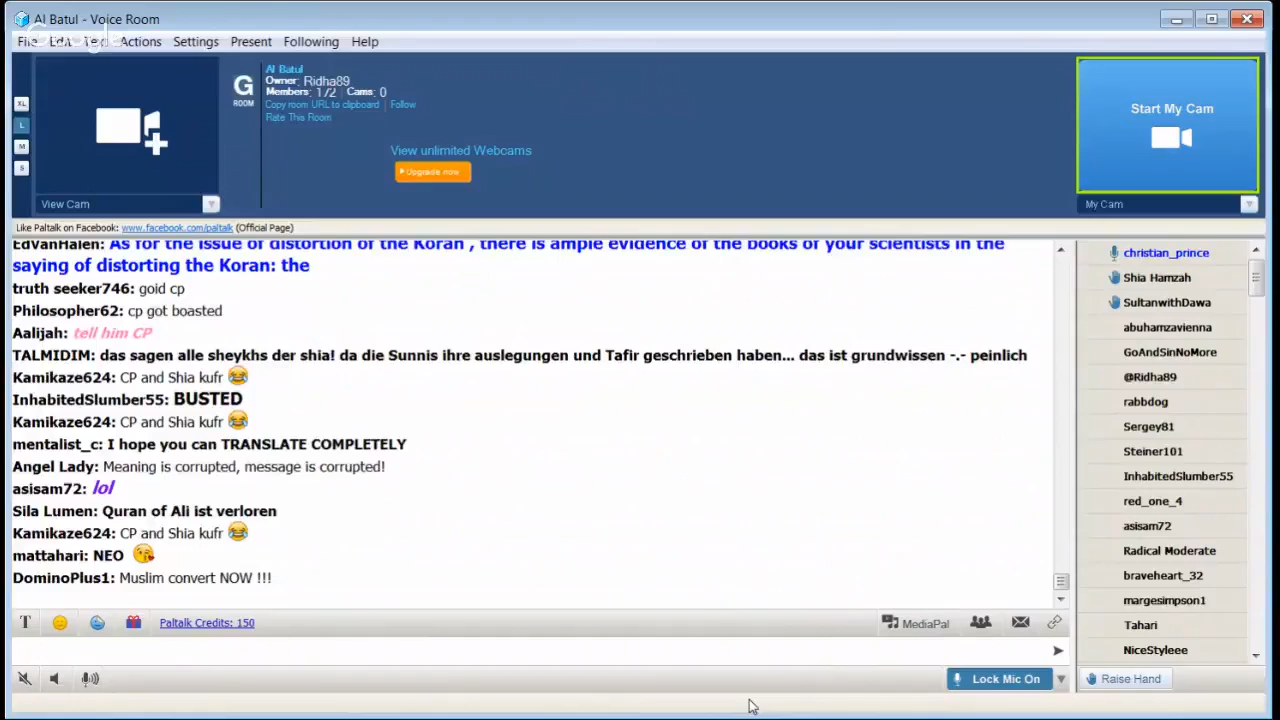 Al Batul - Voice Room
Google
File Edit Text Actions Settings Present Following Help
G
ROOM
Al Batul
Owner: Ridha89
Members: 172 Cams: 0
Copy room URL to clipboard | Follow
Rate This Room
View unlimited Webcams
Upgrade now
Start My Cam
XL
L
M
S
View Cam
My Cam
Like Paltalk on Facebook: www.facebook.com/paltalk (Official Page)
EdVanHalen: As for the issue of distortion of the Koran , there is ample evidence of the books of your scientists in the
saying of distorting the Koran: the
truth seeker746: goid cp
Philosopher62: cp got boasted
Aalijah: tell him CP
TALMIDIM: das sagen alle sheykhs der shia! da die Sunnis ihre auslegungen und Tafir geschrieben haben... das ist grundwissen -.- peinlich
Kamikaze624: CP and Shia kufr 😂
InhabitedSlumber55: BUSTED
Kamikaze624: CP and Shia kufr 😂
mentalist_c: I hope you can TRANSLATE COMPLETELY
Angel Lady: Meaning is corrupted, message is corrupted!
asisam72: lol
Sila Lumen: Quran of Ali ist verloren
Kamikaze624: CP and Shia kufr 😂
mattahari: NEO 😘
DominoPlus1: Muslim convert NOW !!!
christian_prince
Shia Hamzah
SultanwithDawa
abuhamzavienna
GoAndSinNoMore
@Ridha89
rabbdog
Sergey81
Steiner101
InhabitedSlumber55
red_one_4
asisam72
Radical Moderate
braveheart_32
margesimpson1
Tahari
NiceStyleee
T
Paltalk Credits: 150
MediaPal
Lock Mic On
Raise Hand